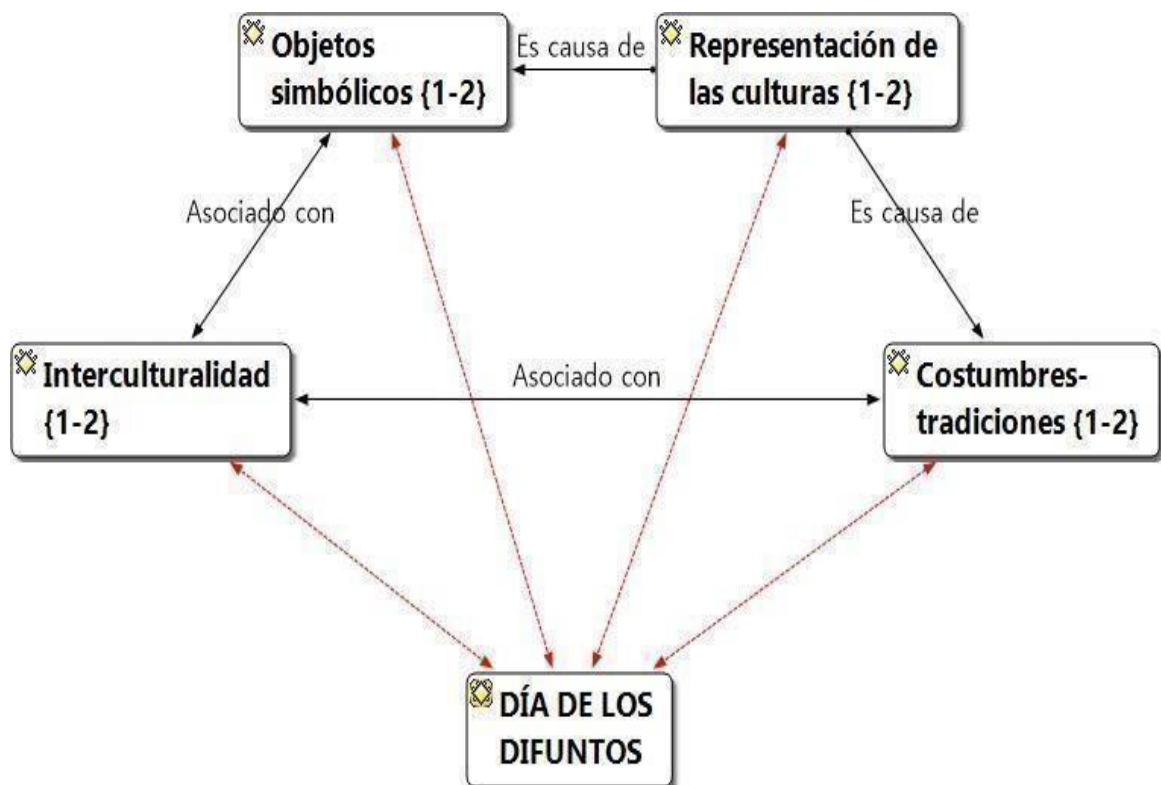 Objetos
simbólicos {1-2}
Es causa de
Representación de
las culturas {1-2}
Asociado con
Es causa de
Interculturalidad
{1-2}
Asociado con
Costumbres-
tradiciones {1-2}
DÍA DE LOS
DIFUNTOS